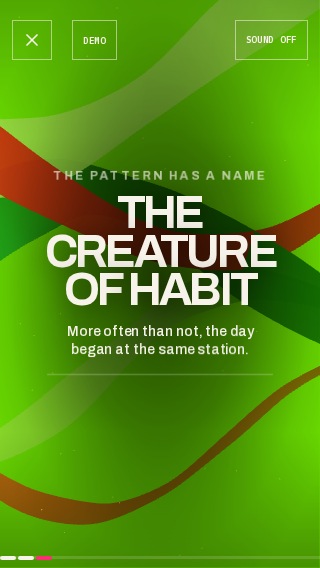 DEMO
SOUND OFF
THE PATTERN HAS A NAME
THE
CREATURE
OF HABIT
More often than not, the day
began at the same station.